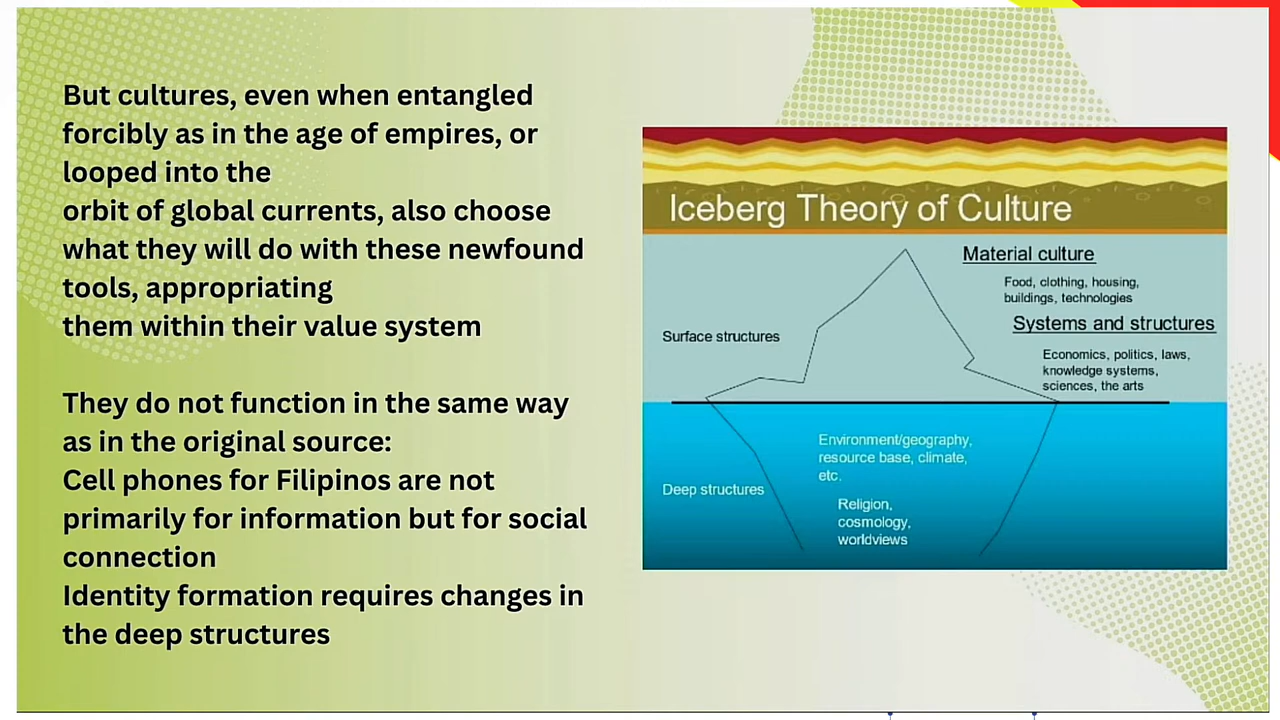 But cultures, even when entangled
forcibly as in the age of empires, or
looped into the
orbit of global currents, also choose
what they will do with these newfound
tools, appropriating
them within their value system
They do not function in the same way
as in the original source:
Cell phones for Filipinos are not
primarily for information but for social
connection
Identity formation requires changes in
the deep structures
Iceberg Theory of Culture
Material culture
Food, clothing, housing,
buildings, technologies
Systems and structures
Economics, politics, laws,
knowledge systems,
sciences, the arts
Surface structures
Environment/geography,
resource base, climate,
etc.
Deep structures
Religion,
cosmology,
worldviews